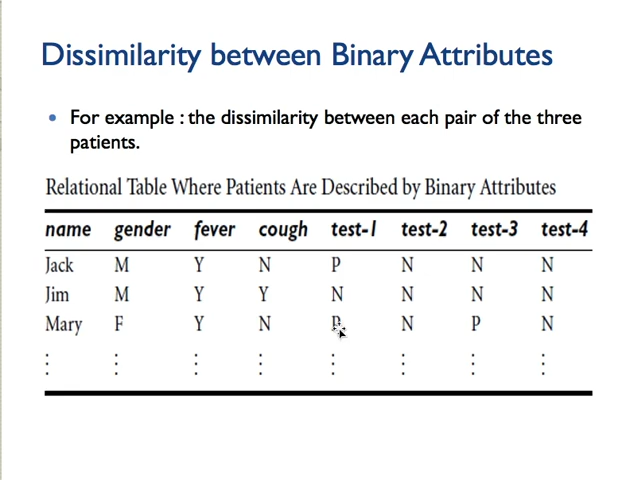 Dissimilarity between Binary Attributes
• For example : the dissimilarity between each pair of the three
patients.
Relational Table Where Patients Are Described by Binary Attributes
name gender fever cough test-1 test-2 test-3 test-4
Jack M Y N P N N N
Jim M Y Y N N N N
Mary F Y N P N P N
⋮ ⋮ ⋮ ⋮ ⋮ ⋮ ⋮ ⋮